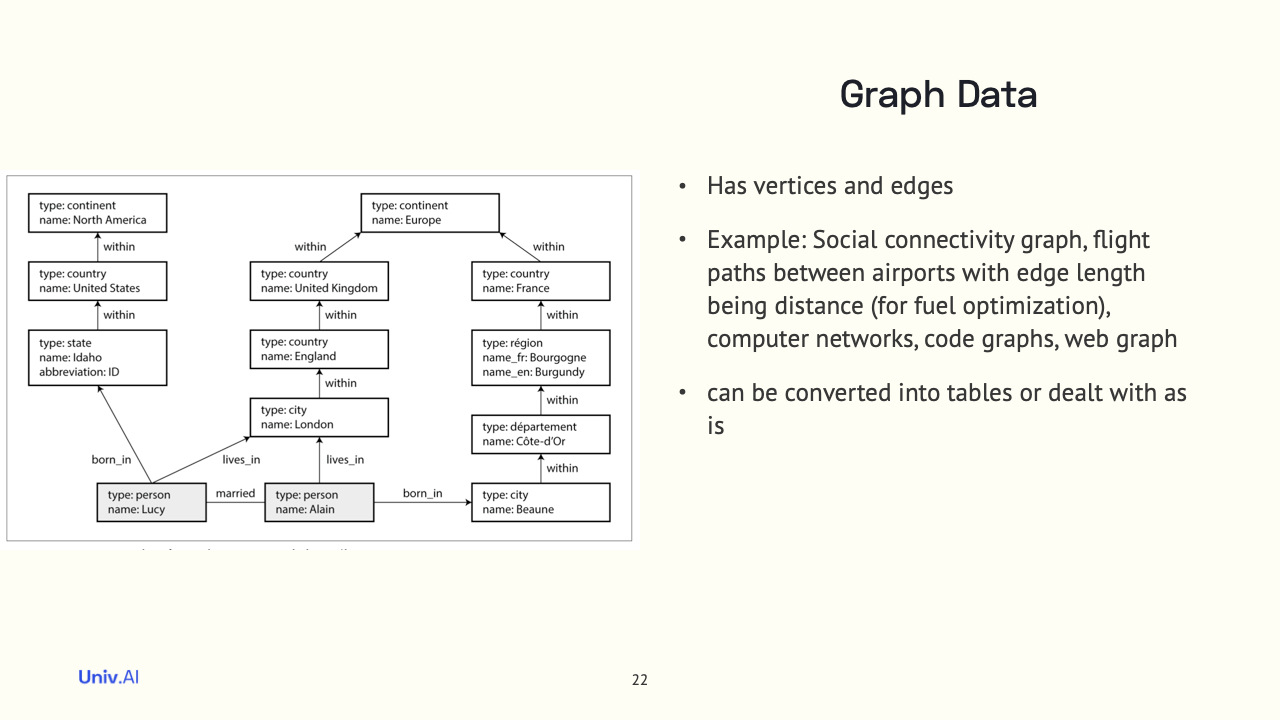 Graph Data
type: continent
name: North America
type: continent
name: Europe
within
within
within
type: country
name: United States
type: country
name: United Kingdom
type: country
name: France
within
within
within
type: state
name: Idaho
abbreviation: ID
type: country
name: England
type: région
name_fr: Bourgogne
name_en: Burgundy
within
within
type: city
name: London
type: département
name: Côte-d’Or
born_in
lives_in
lives_in
within
type: person
name: Lucy
married
type: person
name: Alain
born_in
type: city
name: Beaune
• Has vertices and edges
• Example: Social connectivity graph, flight
paths between airports with edge length
being distance (for fuel optimization),
computer networks, code graphs, web graph
• can be converted into tables or dealt with as
is
Univ.AI
22